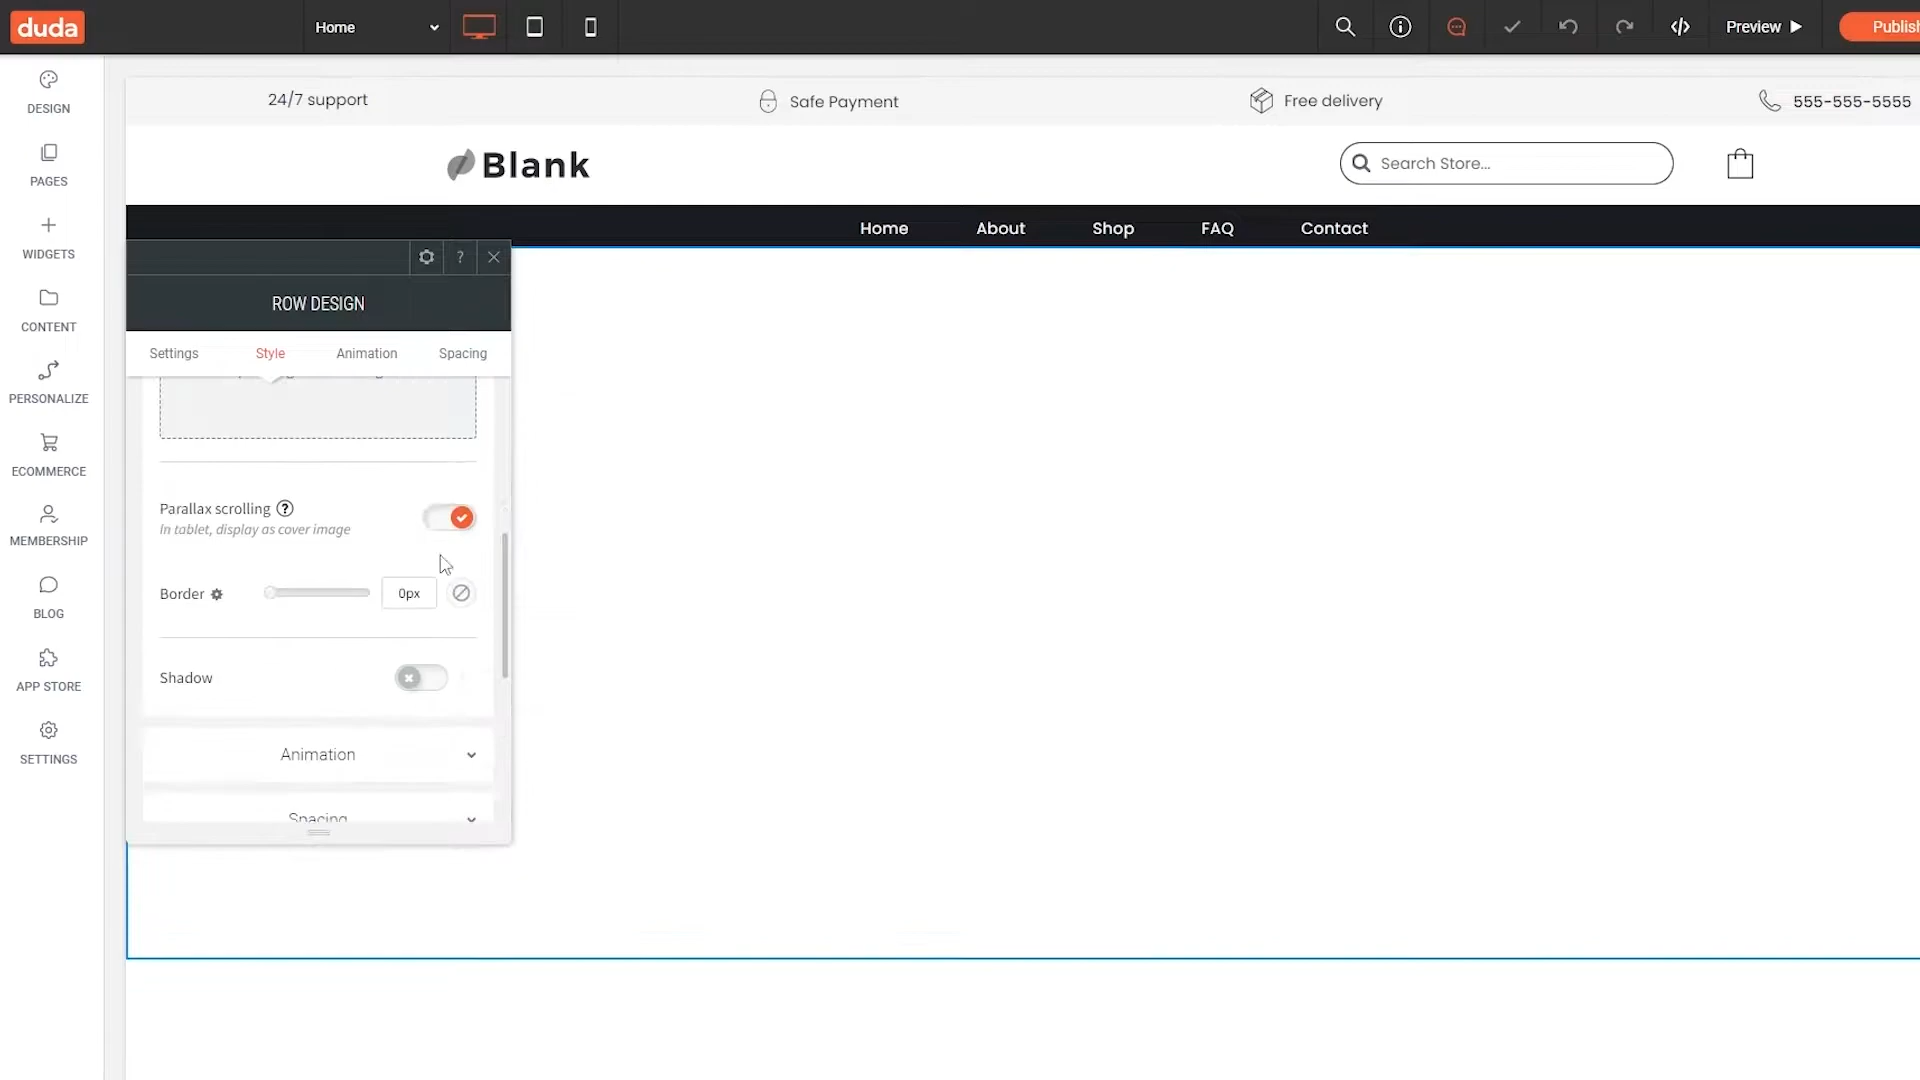 duda
Home
Preview
Publish
DESIGN
PAGES
WIDGETS
CONTENT
PERSONALIZE
ECOMMERCE
MEMBERSHIP
BLOG
APP STORE
SETTINGS
24/7 support
Safe Payment
Free delivery
555-555-5555
Blank
Search Store...
Home
About
Shop
FAQ
Contact
?
ROW DESIGN
Settings
Style
Animation
Spacing
Parallax scrolling ?
In tablet, display as cover image
Border
0px
Shadow
Animation
Spacing